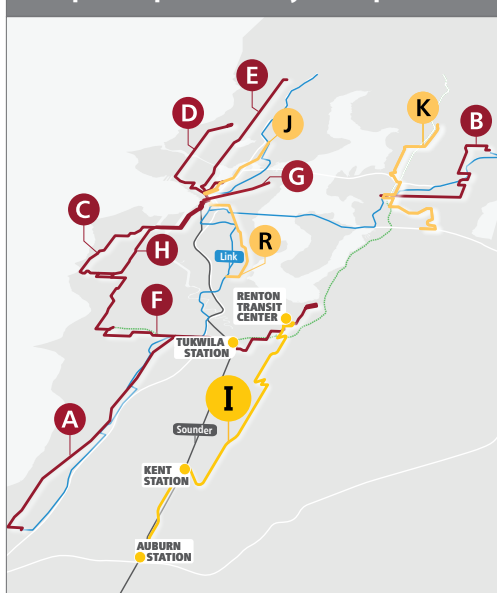 E
K
D
B
J
G
C
H
R
Link
RENTON
TRANSIT
CENTER
F
TUKWILA
STATION
I
A
Sounder
KENT
STATION
AUBURN
STATION